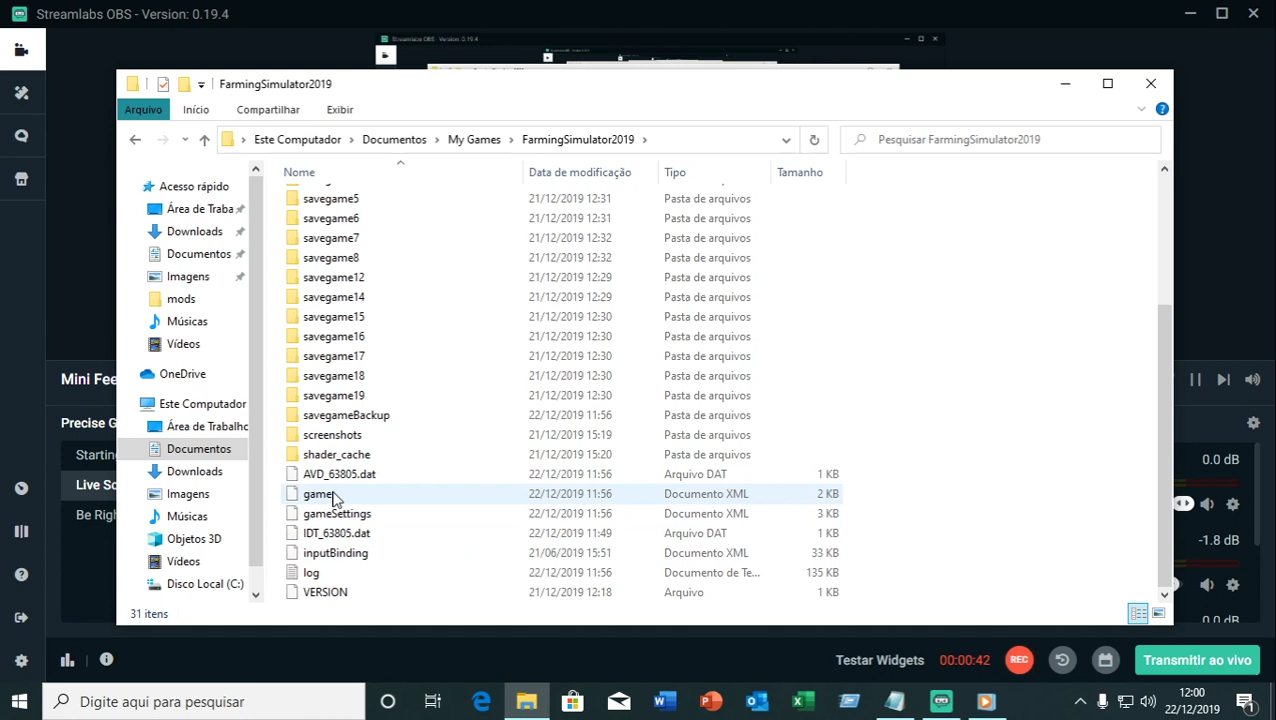 Streamlabs OBS - Version: 0.19.4
Streamlabs OBS - Version: 0.19.4
FarmingSimulator2019
Arquivo Início Compartilhar Exibir
Este Computador Documentos My Games FarmingSimulator2019 Pesquisar FarmingSimulator2019
Nome Data de modificação Tipo Tamanho
Acesso rápido
Área de Traba
Downloads
Documentos
Imagens
mods
Músicas
Vídeos
OneDrive
Este Computador
Área de Trabalho
Documentos
Downloads
Imagens
Músicas
Objetos 3D
Vídeos
Disco Local (C:)
savegame5 21/12/2019 12:31 Pasta de arquivos
savegame6 21/12/2019 12:31 Pasta de arquivos
savegame7 21/12/2019 12:32 Pasta de arquivos
savegame8 21/12/2019 12:32 Pasta de arquivos
savegame12 21/12/2019 12:29 Pasta de arquivos
savegame14 21/12/2019 12:29 Pasta de arquivos
savegame15 21/12/2019 12:30 Pasta de arquivos
savegame16 21/12/2019 12:30 Pasta de arquivos
savegame17 21/12/2019 12:30 Pasta de arquivos
savegame18 21/12/2019 12:30 Pasta de arquivos
savegame19 21/12/2019 12:30 Pasta de arquivos
savegameBackup 22/12/2019 11:56 Pasta de arquivos
screenshots 21/12/2019 15:19 Pasta de arquivos
shader_cache 21/12/2019 15:20 Pasta de arquivos
AVD_63805.dat 22/12/2019 11:56 Arquivo DAT 1 KB
game 22/12/2019 11:56 Documento XML 2 KB
gameSettings 22/12/2019 11:56 Documento XML 3 KB
IDT_63805.dat 22/12/2019 11:49 Arquivo DAT 1 KB
inputBinding 21/06/2019 15:51 Documento XML 33 KB
log 22/12/2019 11:56 Documento de Te... 135 KB
VERSION 21/12/2019 12:18 Arquivo 1 KB
31 itens
Mini Fee
Precise G
Starting
Live Sc
Be Righ
0.0 dB
-1.8 dB
0.0 dB
Testar Widgets 00:00:42 REC Transmitir ao vivo
Digite aqui para pesquisar
12:00
22/12/2019
1